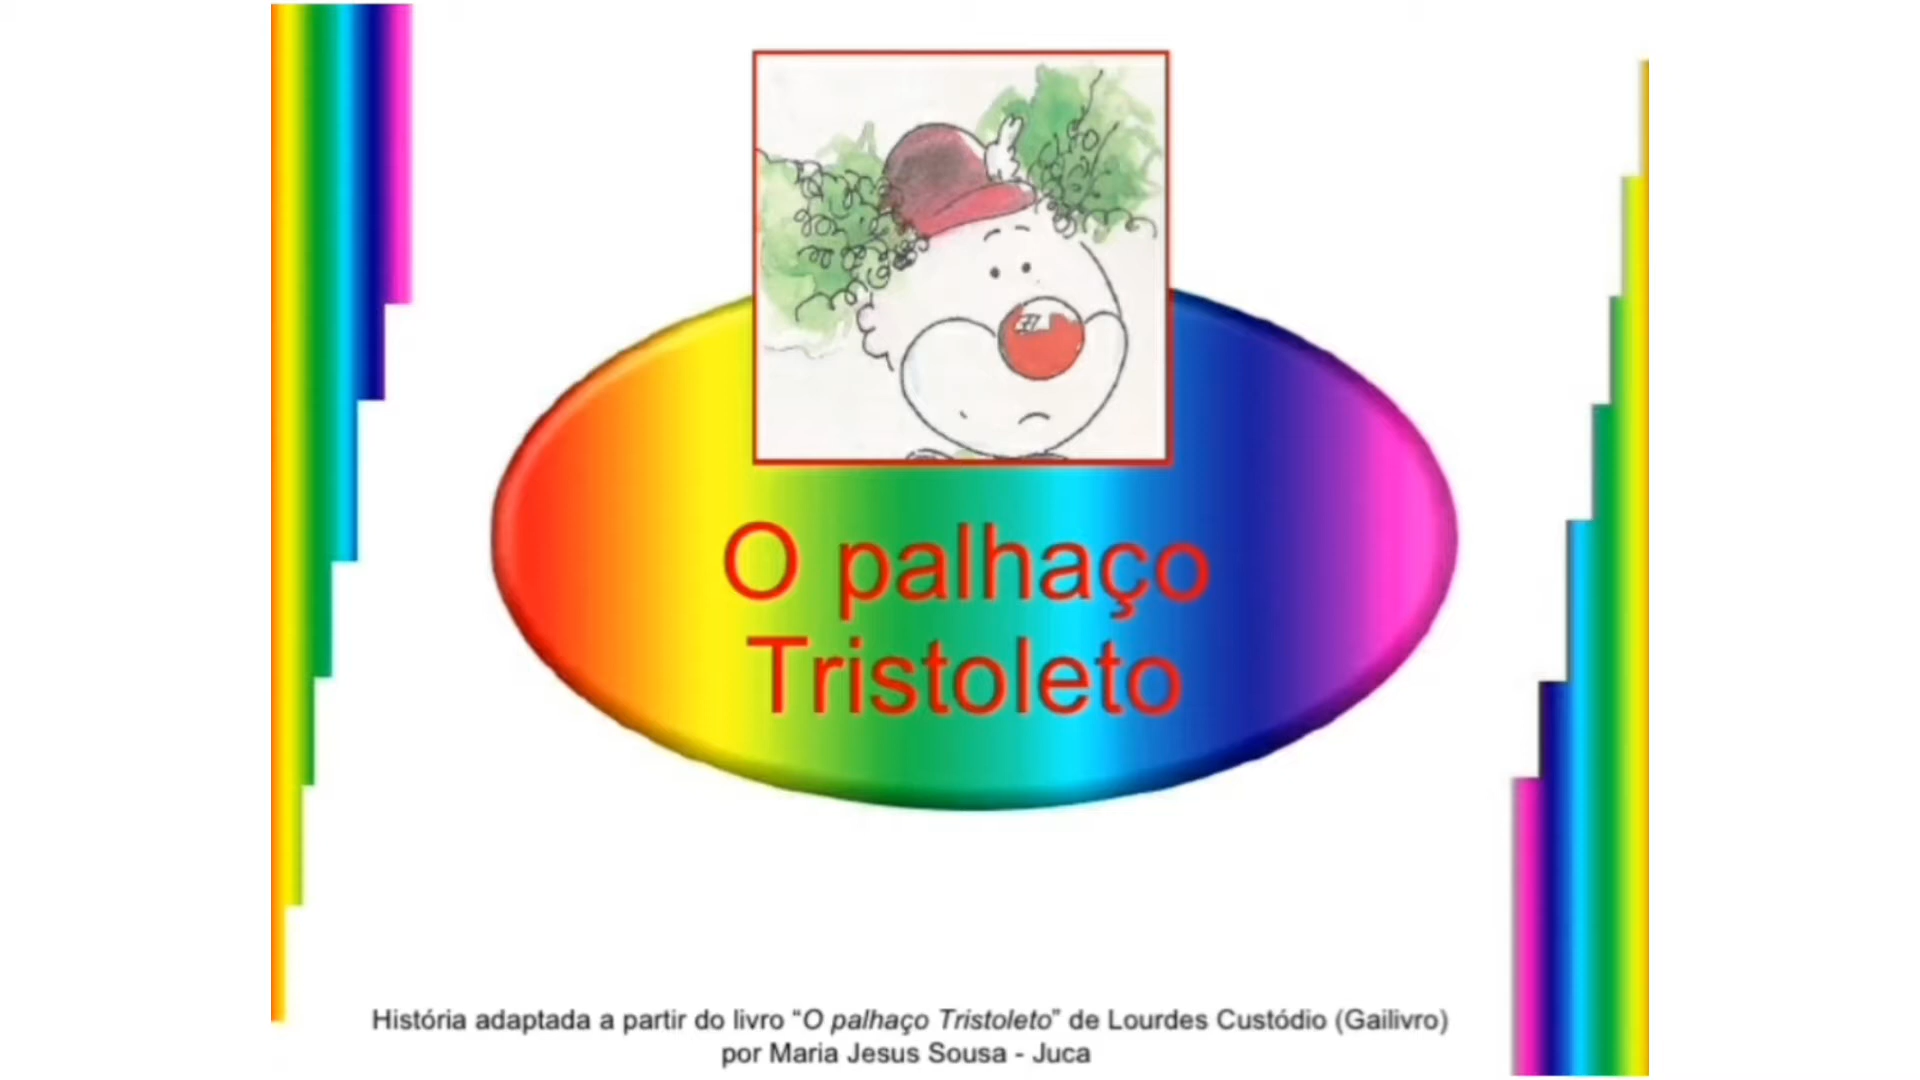 O palhaço
Tristoleto
História adaptada a partir do livro “O palhaço Tristoleto” de Lourdes Custódio (Gailivro)
por Maria Jesus Sousa - Juca